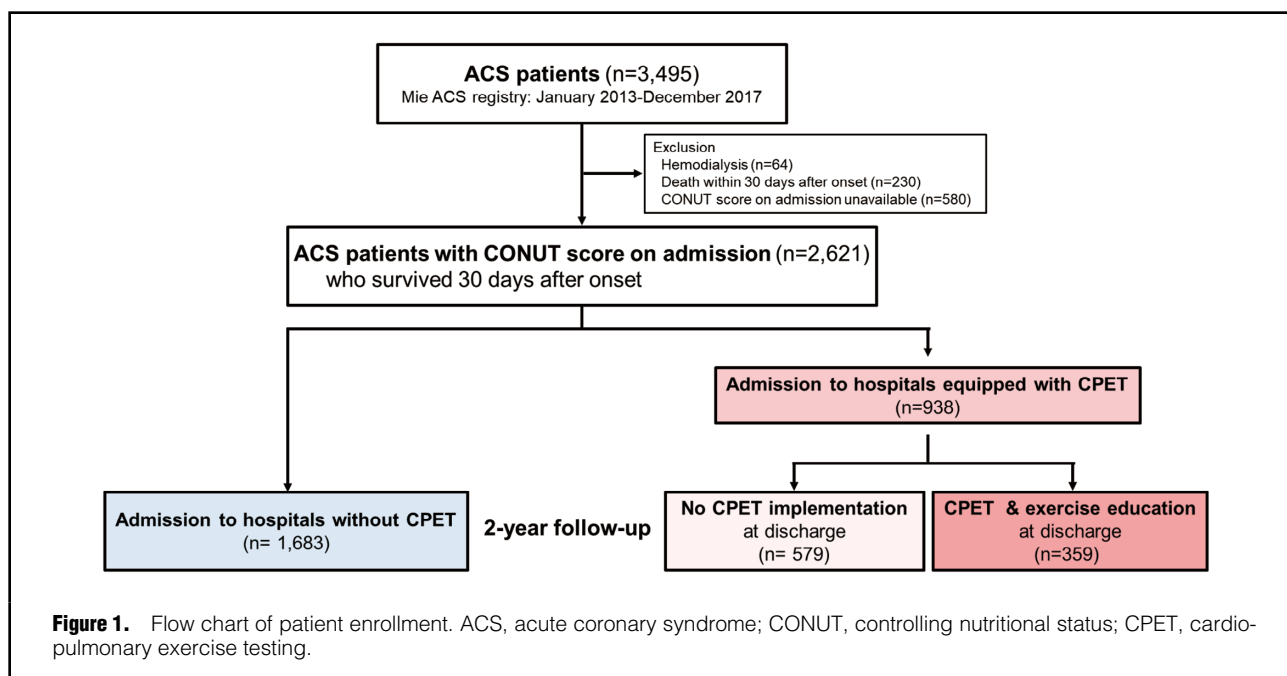 ACS patients (n=3,495)
Mie ACS registry: January 2013-December 2017
Exclusion
Hemodialysis (n=64)
Death within 30 days after onset (n=230)
CONUT score on admission unavailable (n=580)
ACS patients with CONUT score on admission (n=2,621)
who survived 30 days after onset
Admission to hospitals equipped with CPET
(n=938)
Admission to hospitals without CPET
(n= 1,683)
2-year follow-up
No CPET implementation
at discharge
(n= 579)
CPET & exercise education
at discharge
(n=359)
Figure 1. Flow chart of patient enrollment. ACS, acute coronary syndrome; CONUT, controlling nutritional status; CPET, cardio-
pulmonary exercise testing.